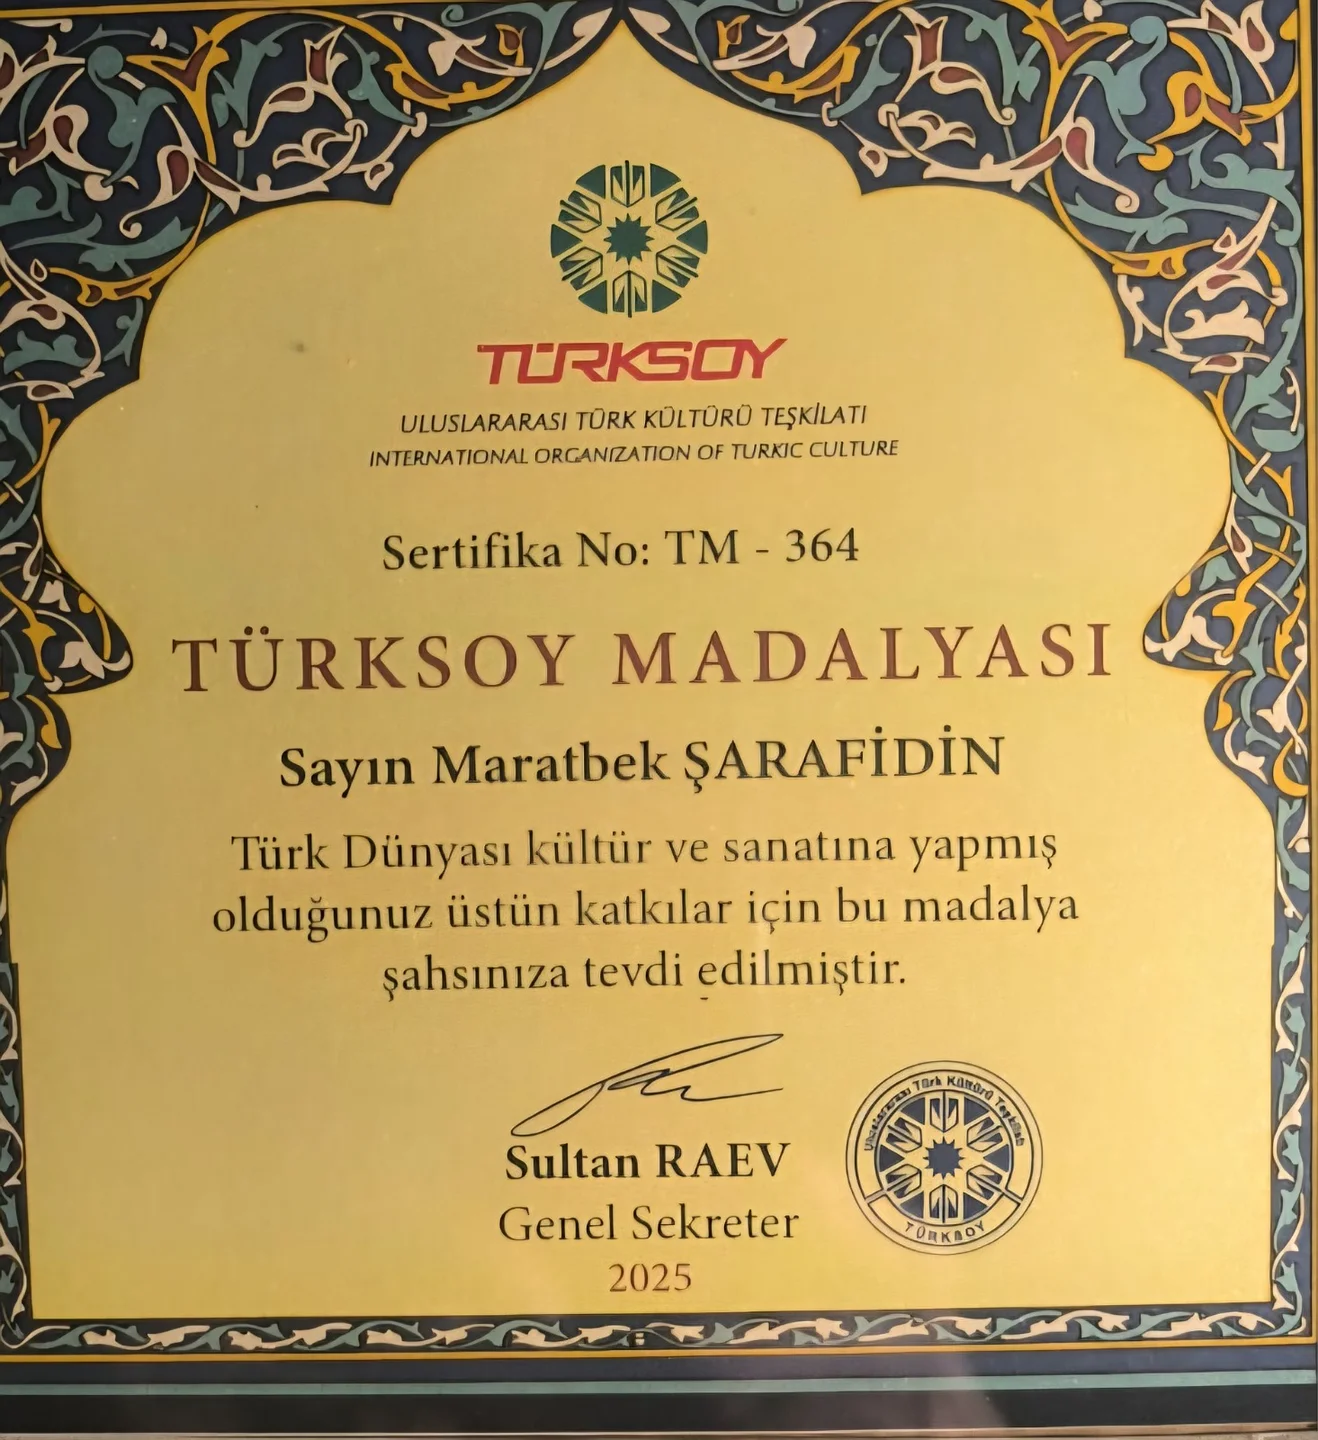 TÜRKSOY
ULUSLARARASI TÜRK KÜLTÜRÜ TEŞKİLATI
INTERNATIONAL ORGANIZATION OF TURKIC CULTURE
Sertifika No: TM - 364
TÜRKSOY MADALYASI
Sayın Maratbek ŞARAFİDİN
Türk Dünyası kültür ve sanatına yapmış
olduğunuz üstün katkılar için bu madalya
şahsınıza tevdi edilmiştir.
Sultan RAEV
Genel Sekreter
2025
Uluslararası Türk Kültürü Teşkilatı
TÜRKSOY